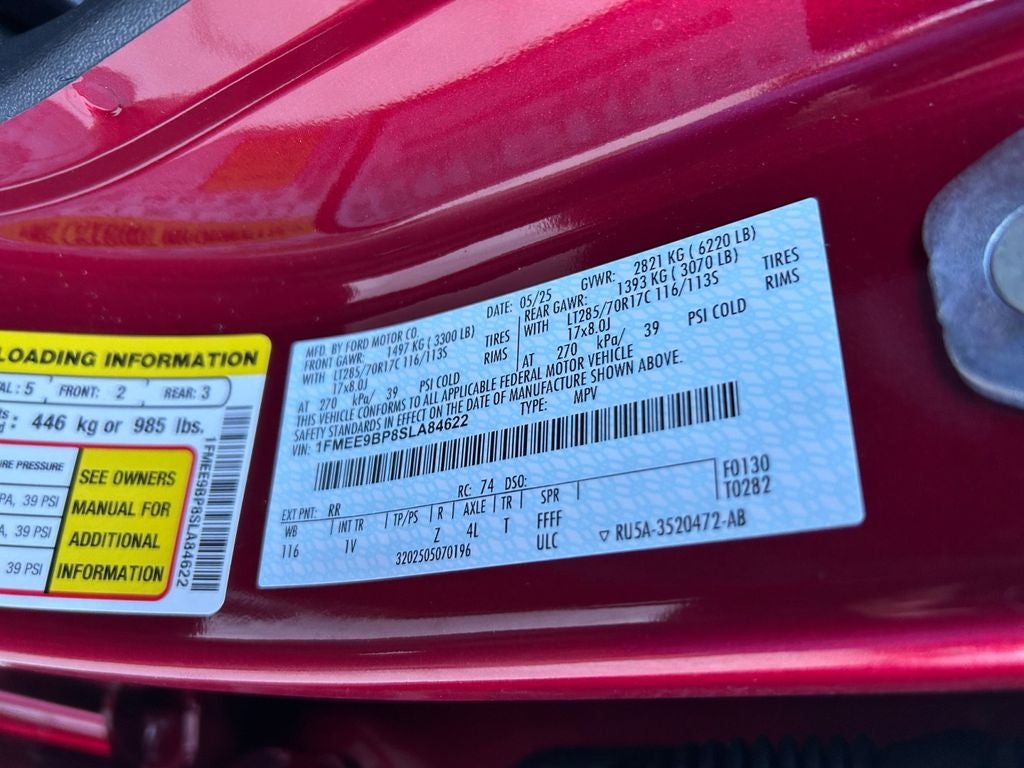 LOADING INFORMATION
AL: 5 FRONT: 2 REAR: 3
446 kg or 985 lbs.
RE PRESSURE
PA, 39 PSI
A, 39 PSI
39 PSI
SEE OWNERS
MANUAL FOR
ADDITIONAL
INFORMATION
1FMEE9BP8SLA84622
MFD. BY FORD MOTOR CO. DATE: 05/25 GVWR: 2821 KG ( 6220 LB)
FRONT GAWR: 1497 KG ( 3300 LB) REAR GAWR: 1393 KG ( 3070 LB)
WITH LT285/70R17C 116/113S TIRES WITH LT285/70R17C 116/113S TIRES
17x8.0J RIMS 17x8.0J RIMS
AT 270 kPa/ 39 PSI COLD AT 270 kPa/ 39 PSI COLD
THIS VEHICLE CONFORMS TO ALL APPLICABLE FEDERAL MOTOR VEHICLE
SAFETY STANDARDS IN EFFECT ON THE DATE OF MANUFACTURE SHOWN ABOVE.
VIN: 1FMEE9BP8SLA84622 TYPE: MPV
EXT PNT: RR RC: 74 DSO:
WB INT TR TP/PS R AXLE TR SPR F0130
116 1V Z 4L T FFFF T0282
ULC
3202505070196 ▽ RU5A-3520472-AB